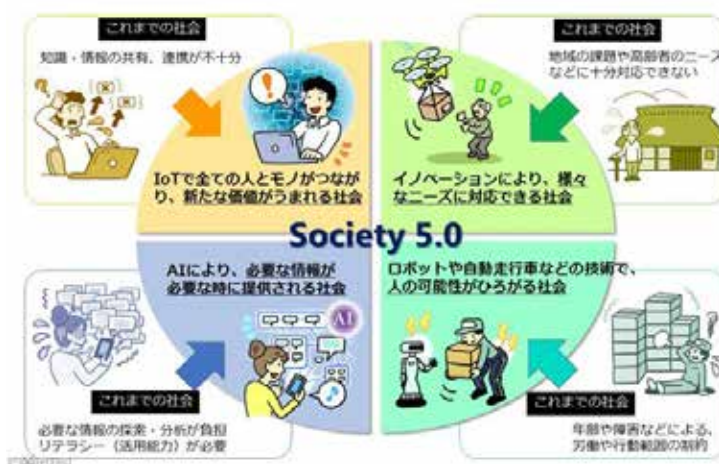 これまでの社会
知識・情報の共有、連携が不十分
IoTで全ての人とモノがつなが
り、新たな価値がうまれる社会
これまでの社会
地域の課題や高齢者のニーズ
などに十分対応できない
イノベーションにより、様々
なニーズに対応できる社会
Society 5.0
AIにより、必要な情報が
必要な時に提供される社会
AI
これまでの社会
必要な情報の探索・分析が負担
リテラシー（活用能力）が必要
ロボットや自動走行車などの技術で、
人の可能性がひろがる社会
これまでの社会
年齢や障害などによる、
労働や行動範囲の制約